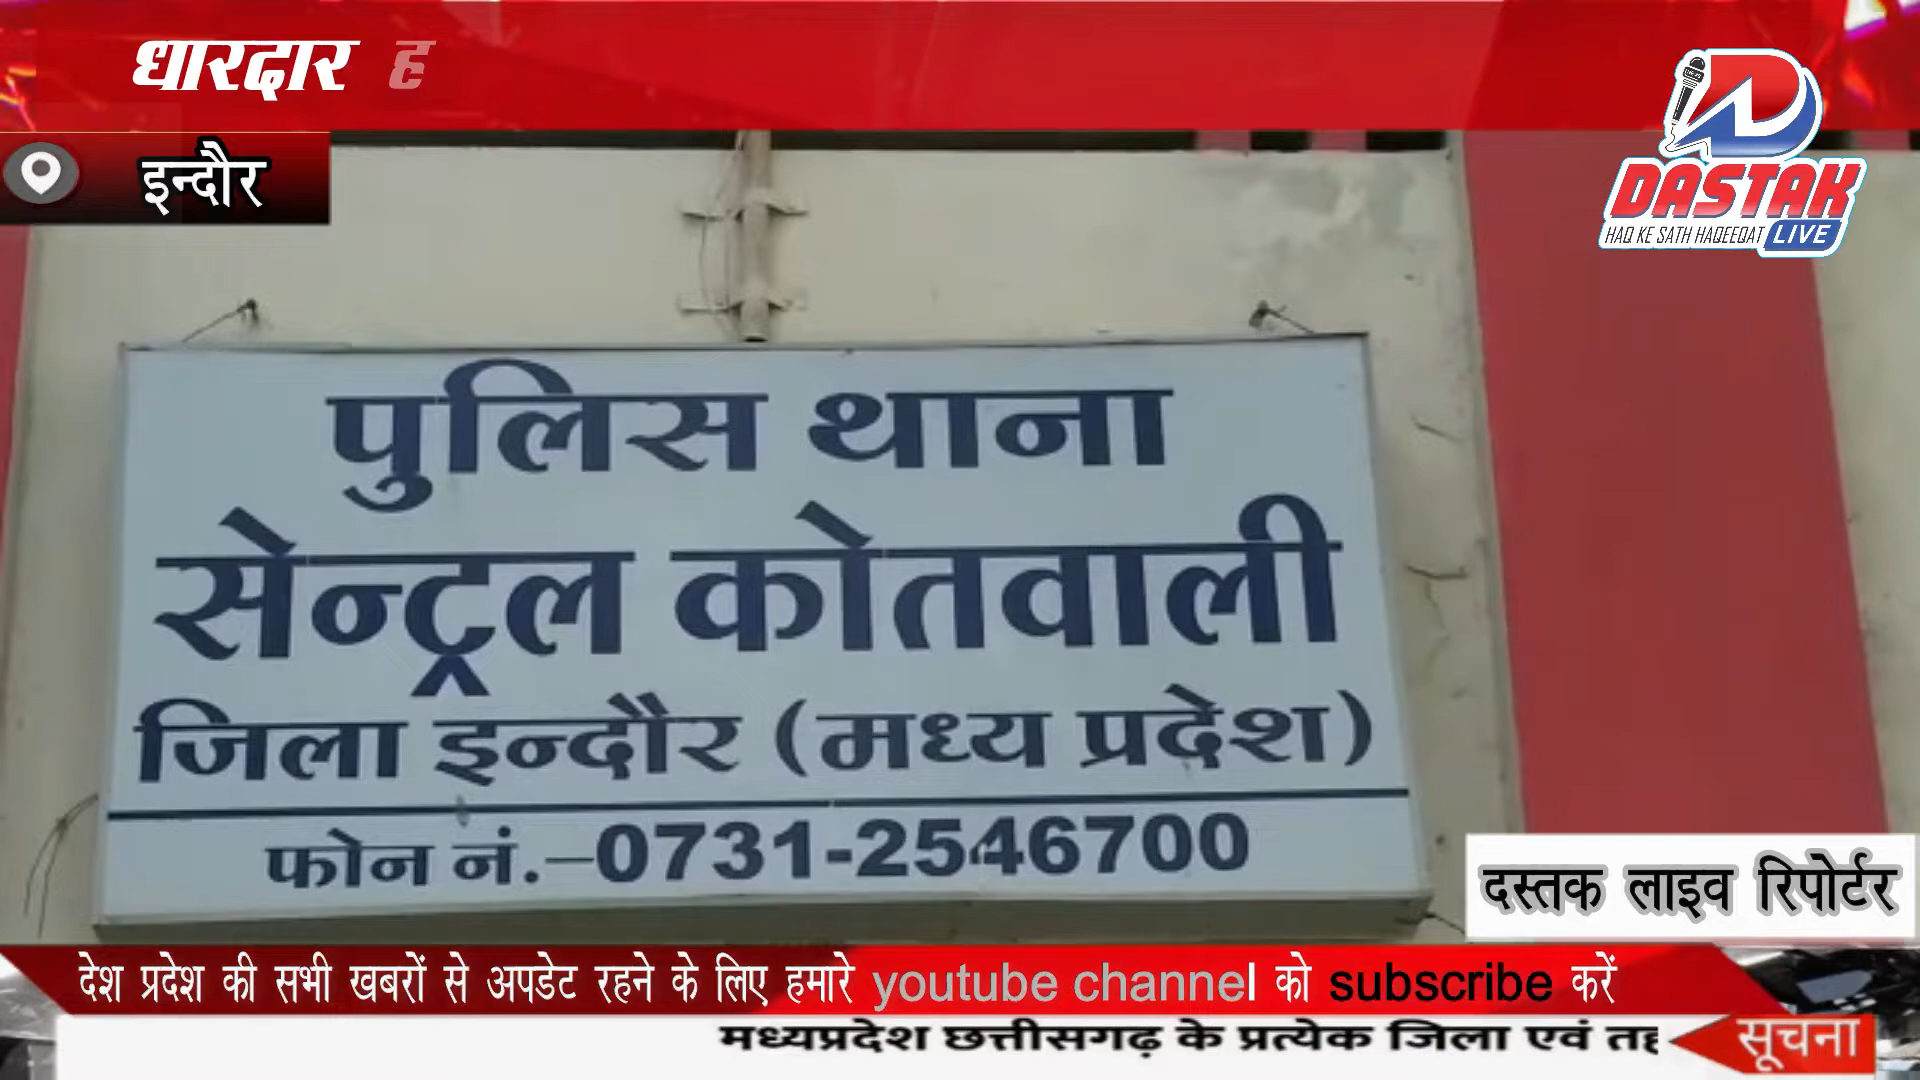 धारदार ह
इन्दौर
DASTAK
HAQ KE SATH HAQEEQAT LIVE
पुलिस थाना
सेन्ट्रल कोतवाली
जिला इन्दौर (मध्य प्रदेश)
फोन नं.–0731-2546700
दस्तक लाइव रिपोर्टर
देश प्रदेश की सभी खबरों से अपडेट रहने के लिए हमारे youtube channel को subscribe करें
मध्यप्रदेश छत्तीसगढ़ के प्रत्येक जिला एवं तह
सूचना